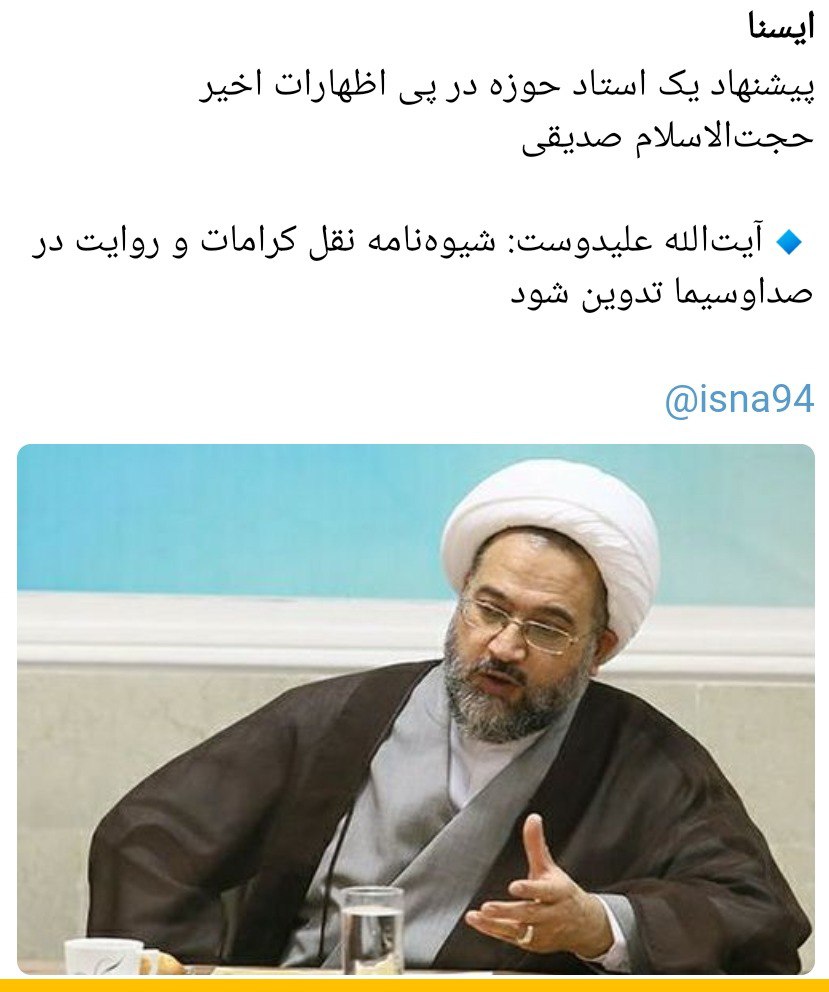 ایسنا
پیشنهاد یک استاد حوزه در پی اظهارات اخیر
حجت‌الاسلام صدیقی
🔹 آیت‌الله علیدوست: شیوه‌نامه نقل کرامات و روایت در
صداوسیما تدوین شود
@isna94